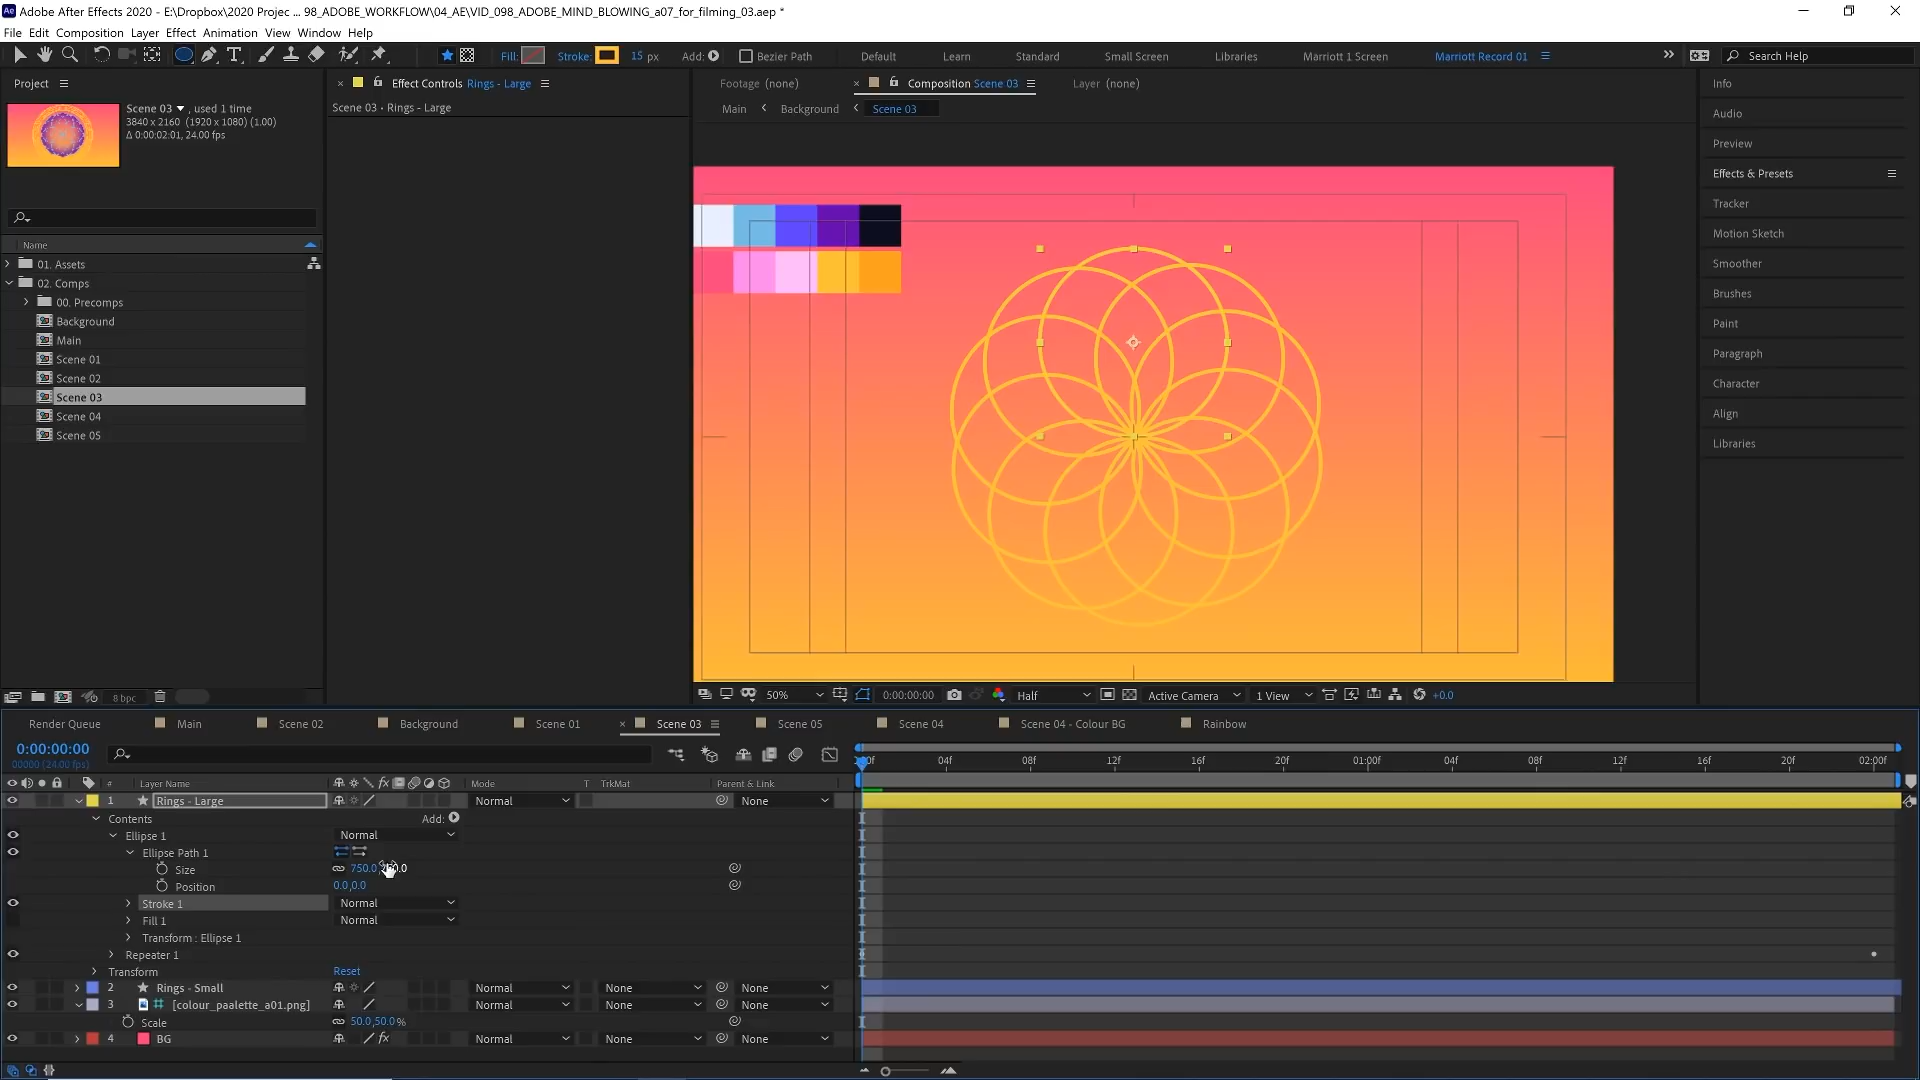 Adobe After Effects 2020 - E:\Dropbox\2020 Projec ... 98_ADOBE_WORKFLOW\04_AE\VID_098_ADOBE_MIND_BLOWING_a07_for_filming_03.aep *
File Edit Composition Layer Effect Animation View Window Help
Fill: Stroke: 15 px Add: Bezier Path Default Learn Standard Small Screen Libraries Marriott 1 Screen Marriott Record 01 Search Help
Project Effect Controls Rings - Large Footage (none) Composition Scene 03 Layer (none) Info
Scene 03 , used 1 time
3840 x 2160 (1920 x 1080) (1.00)
Δ 0:00:02:01, 24.00 fps
Scene 03 • Rings - Large
Main Background Scene 03
Audio
Preview
Effects & Presets
Tracker
Motion Sketch
Smoother
Brushes
Paint
Paragraph
Character
Align
Libraries
Name
01. Assets
02. Comps
00. Precomps
Background
Main
Scene 01
Scene 02
Scene 03
Scene 04
Scene 05
8 bpc
50% 0:00:00:00 Half Active Camera 1 View +0.0
Render Queue Main Scene 02 Background Scene 01 Scene 03 Scene 05 Scene 04 Scene 04 - Colour BG Rainbow
0:00:00:00
00000 (24.00 fps)
04f 08f 12f 16f 20f 01:00f 04f 08f 12f 16f 20f 02:00f
# Layer Name Mode T TrkMat Parent & Link
1 Rings - Large Normal None
Contents Add:
Ellipse 1 Normal
Ellipse Path 1
Size 750.0
Position 0.0,0.0
Stroke 1 Normal
Fill 1 Normal
Transform : Ellipse 1
Repeater 1
Transform Reset
2 Rings - Small Normal None None
3 [colour_paalette_a01.png] Normal None None
Scale 50.0,50.0 %
4 BG Normal None None